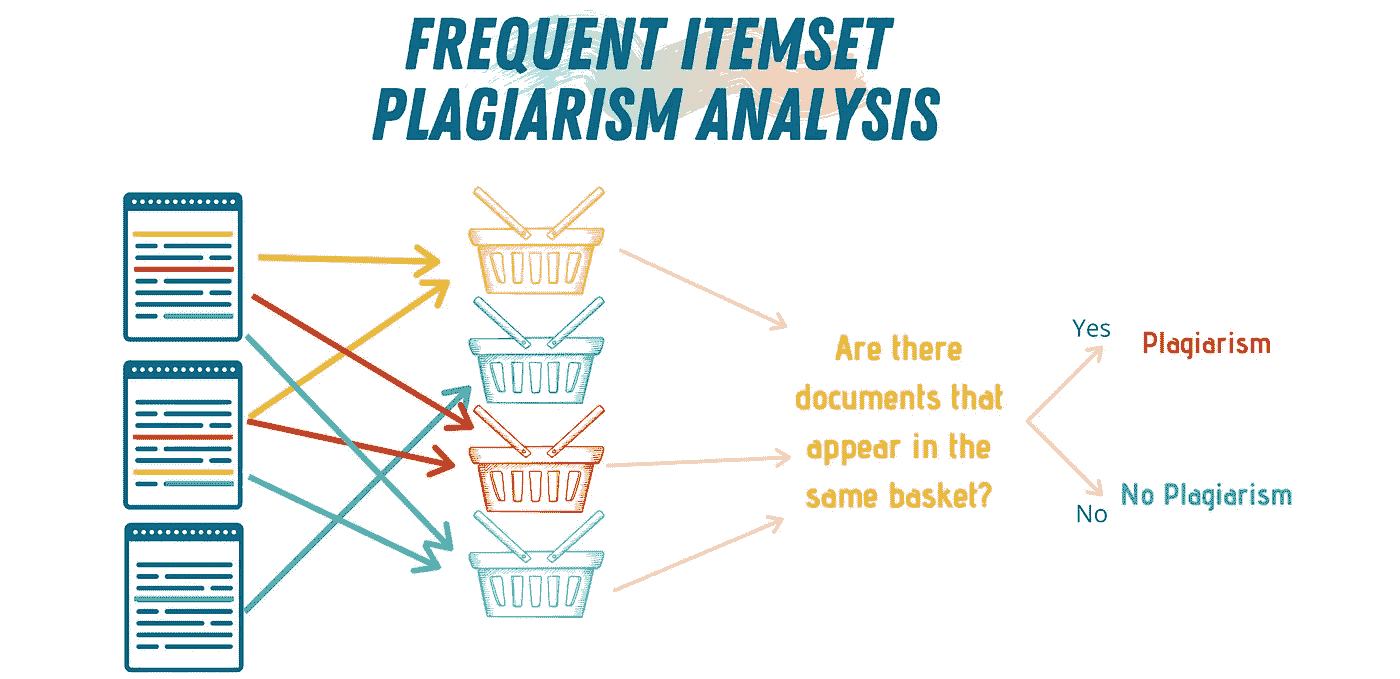 FREQUENT ITEMSET
PLAGIARISM ANALYSIS
Are there
documents that
appear in the
same basket?
Yes
Plagiarism
No
No Plagiarism